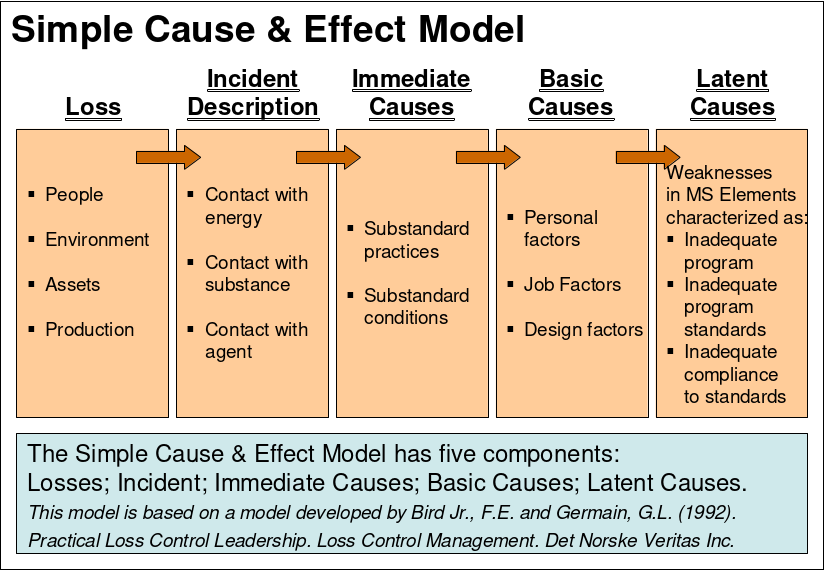 Simple Cause & Effect Model
Loss
▪ People
▪ Environment
▪ Assets
▪ Production
Incident
Description
▪ Contact with
energy
▪ Contact with
substance
▪ Contact with
agent
Immediate
Causes
▪ Substandard
practices
▪ Substandard
conditions
Basic
Causes
▪ Personal
factors
▪ Job Factors
▪ Design factors
Latent
Causes
Weaknesses
in MS Elements
characterized as:
▪ Inadequate
program
▪ Inadequate
program
standards
▪ Inadequate
compliance
to standards
The Simple Cause & Effect Model has five components:
Losses; Incident; Immediate Causes; Basic Causes; Latent Causes.
This model is based on a model developed by Bird Jr., F.E. and Germain, G.L. (1992).
Practical Loss Control Leadership. Loss Control Management. Det Norske Veritas Inc.